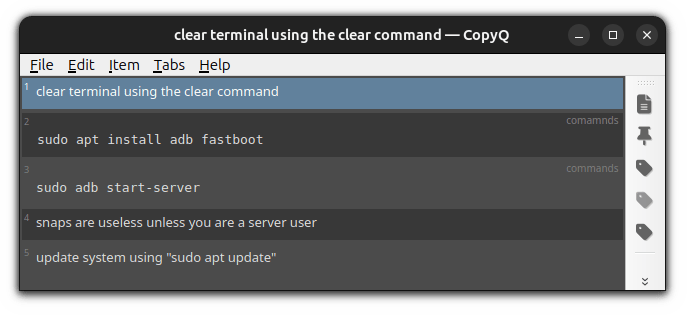 clear terminal using the clear command — CopyQ
File Edit Item Tabs Help
1 clear terminal using the clear command
2 comamnds
sudo apt install adb fastboot
3 commands
sudo adb start-server
4 snaps are useless unless you are a server user
5 update system using "sudo apt update"